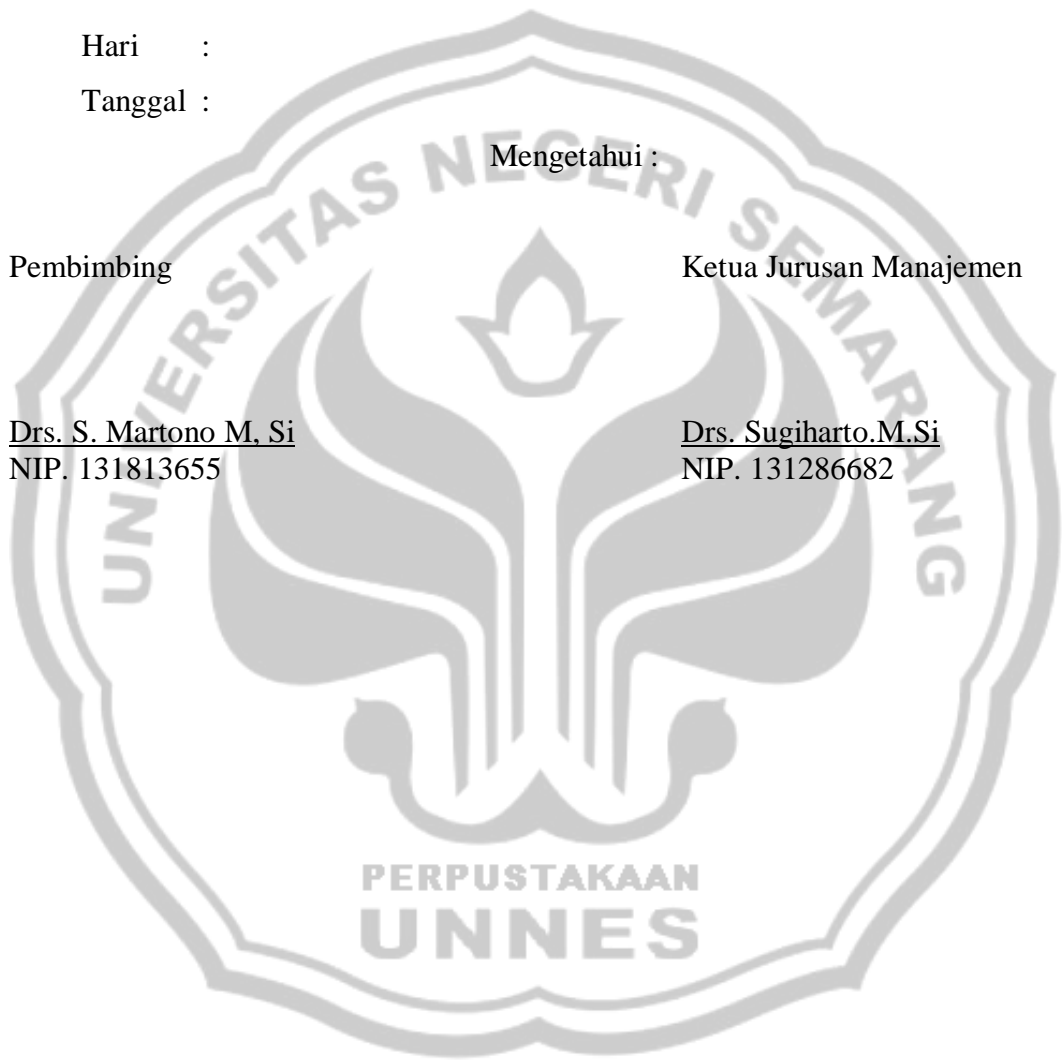 Hari :
Tanggal :
Mengetahui :
Pembimbing Ketua Jurusan Manajemen
Drs. S. Martono M, Si Drs. Sugiharto.M.Si
NIP. 131813655 NIP. 131286682
UNIVERSITAS NEGERI SEMARANG
PERPUSTAKAAN
UNNES